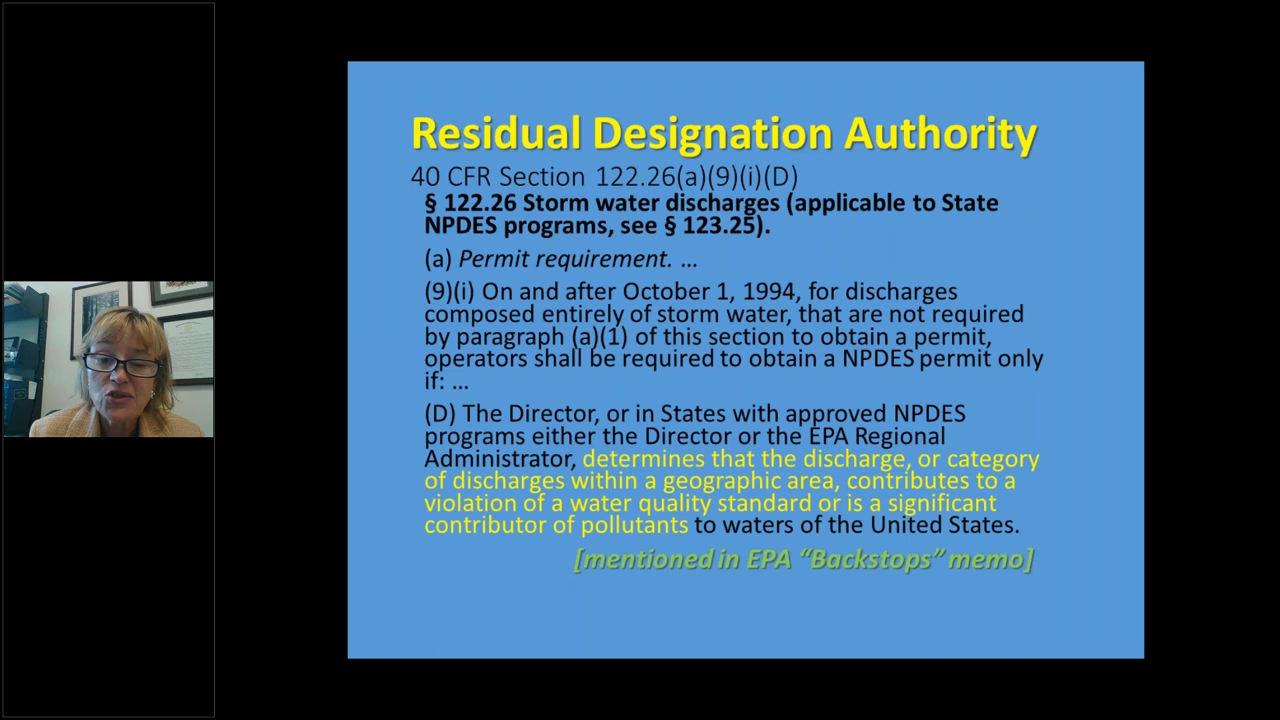 Residual Designation Authority
40 CFR Section 122.26(a)(9)(i)(D)
§ 122.26 Storm water discharges (applicable to State
NPDES programs, see § 123.25).
(a) Permit requirement. …
(9)(i) On and after October 1, 1994, for discharges
composed entirely of storm water, that are not required
by paragraph (a)(1) of this section to obtain a permit,
operators shall be required to obtain a NPDES permit only
if: …
(D) The Director, or in States with approved NPDES
programs either the Director or the EPA Regional
Administrator, determines that the discharge, or category
of discharges within a geographic area, contributes to a
violation of a water quality standard or is a significant
contributor of pollutants to waters of the United States.
[mentioned in EPA “Backstops” memo]